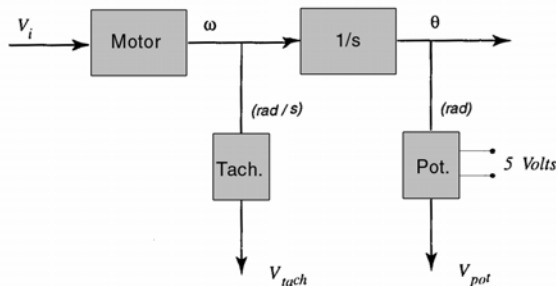 V_i
Motor
ω
1/s
θ
(rad/s)
(rad)
Tach.
Pot.
5 Volts
V_tach
V_pot